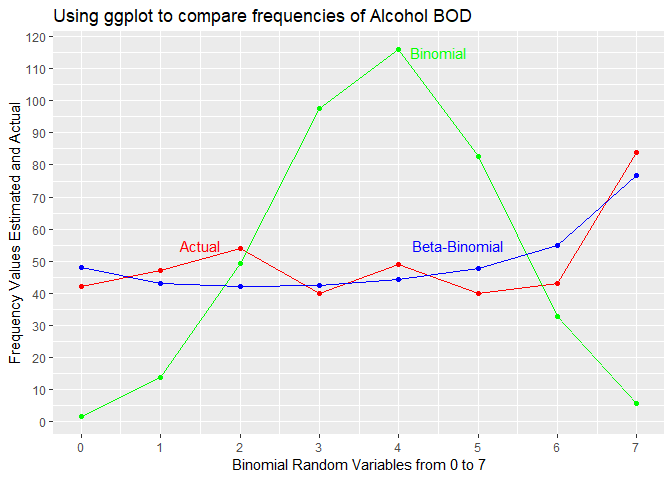 Using ggplot to compare frequencies of Alcohol BOD
Frequency Values Estimated and Actual
120
110
100
90
80
70
60
50
40
30
20
10
0
Binomial
Actual
Beta-Binomial
0 1 2 3 4 5 6 7
Binomial Random Variables from 0 to 7